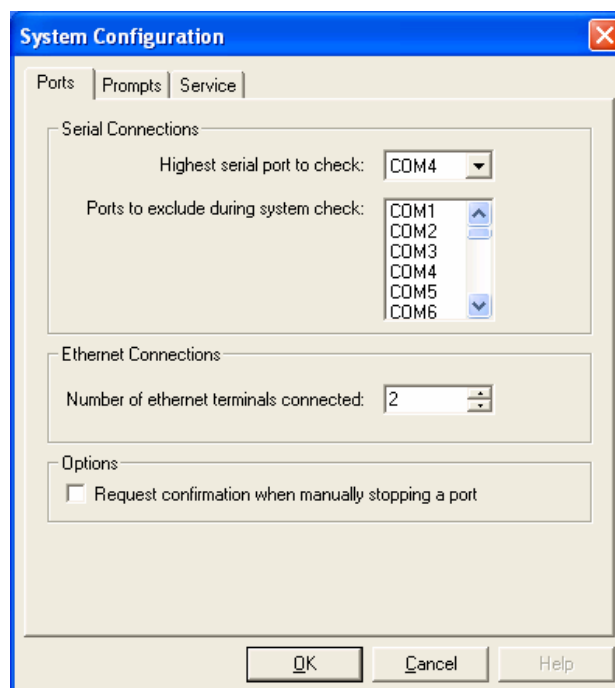 System Configuration
Ports Prompts Service
Serial Connections
Highest serial port to check: COM4
Ports to exclude during system check: COM1
COM2
COM3
COM4
COM5
COM6
Ethernet Connections
Number of ethernet terminals connected: 2
Options
Request confirmation when manually stopping a port
OK Cancel Help